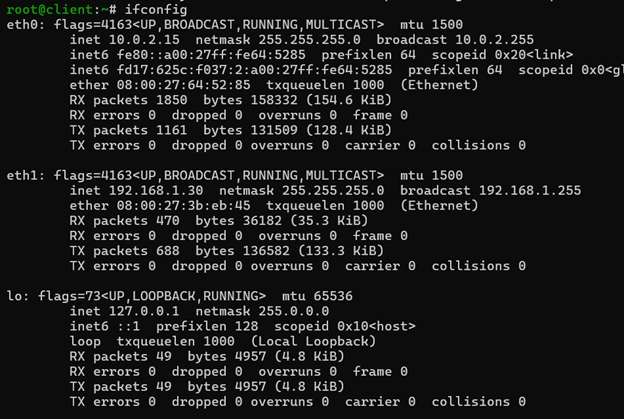 root@client:~# ifconfig
eth0: flags=4163<UP,BROADCAST,RUNNING,MULTICAST>  mtu 1500
        inet 10.0.2.15  netmask 255.255.255.0  broadcast 10.0.2.255
        inet6 fe80::a00:27ff:fe64:5285  prefixlen 64  scopeid 0x20<link>
        inet6 fd17:625c:f037:2:a00:27ff:fe64:5285  prefixlen 64  scopeid 0x0<gl
        ether 08:00:27:64:52:85  txqueuelen 1000  (Ethernet)
        RX packets 1850  bytes 158332 (154.6 KiB)
        RX errors 0  dropped 0  overruns 0  frame 0
        TX packets 1161  bytes 131509 (128.4 KiB)
        TX errors 0  dropped 0 overruns 0  carrier 0  collisions 0

eth1: flags=4163<UP,BROADCAST,RUNNING,MULTICAST>  mtu 1500
        inet 192.168.1.30  netmask 255.255.255.0  broadcast 192.168.1.255
        ether 08:00:27:3b:eb:45  txqueuelen 1000  (Ethernet)
        RX packets 470  bytes 36182 (35.3 KiB)
        RX errors 0  dropped 0  overruns 0  frame 0
        TX packets 688  bytes 136582 (133.3 KiB)
        TX errors 0  dropped 0 overruns 0  carrier 0  collisions 0

lo: flags=73<UP,LOOPBACK,RUNNING>  mtu 65536
        inet 127.0.0.1  netmask 255.0.0.0
        inet6 ::1  prefixlen 128  scopeid 0x10<host>
        loop  txqueuelen 1000  (Local Loopback)
        RX packets 49  bytes 4957 (4.8 KiB)
        RX errors 0  dropped 0  overruns 0  frame 0
        TX packets 49  bytes 4957 (4.8 KiB)
        TX errors 0  dropped 0 overruns 0  carrier 0  collisions 0